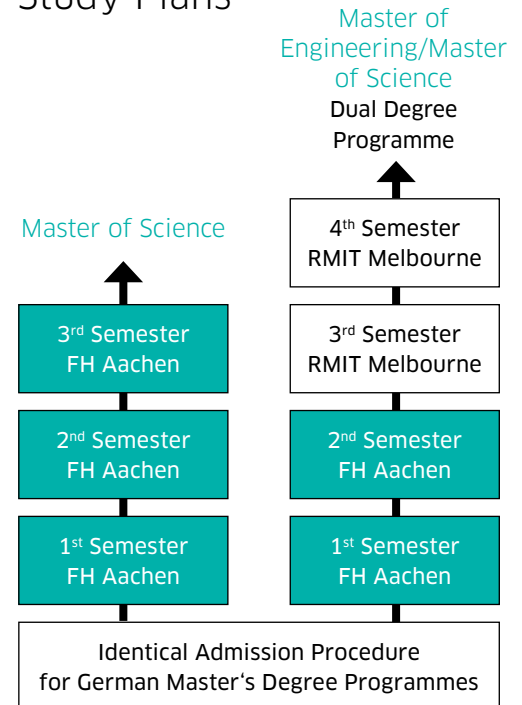 Study Plans
Master of
Engineering/Master
of Science
Dual Degree
Programme
4th Semester
RMIT Melbourne
Master of Science
3rd Semester
FH Aachen
3rd Semester
RMIT Melbourne
2nd Semester
FH Aachen
2nd Semester
FH Aachen
1st Semester
FH Aachen
1st Semester
FH Aachen
Identical Admission Procedure
for German Master‘s Degree Programmes